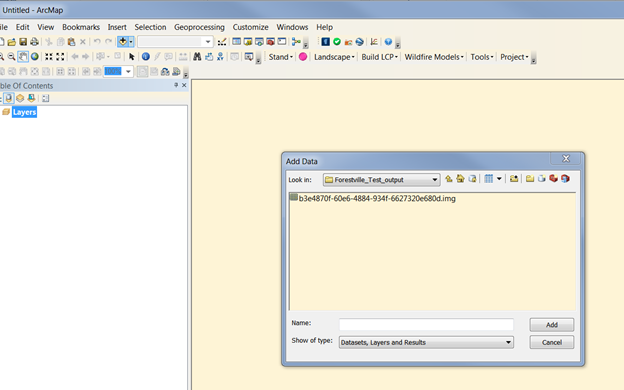 Untitled - ArcMap
Edit View Bookmarks Insert Selection Geoprocessing Customize Windows Help
Stand Landscape Build LCP Wildfire Models Tools Project
ble Of Contents
Layers
Add Data
Look in: Forestville_Test_output
b3e4870f-60e6-4884-934f-6627320e680d.img
Name:
Add
Show of type: Datasets, Layers and Results
Cancel